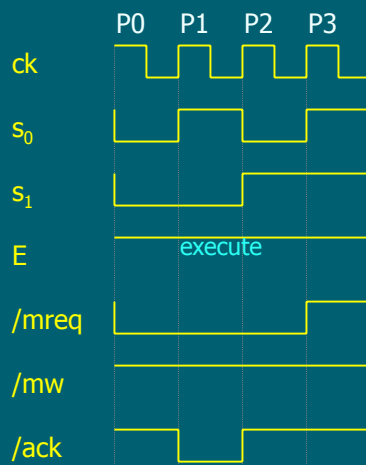 P0 P1 P2 P3
ck
s0
s1
E execute
/mreq
/mw
/ack